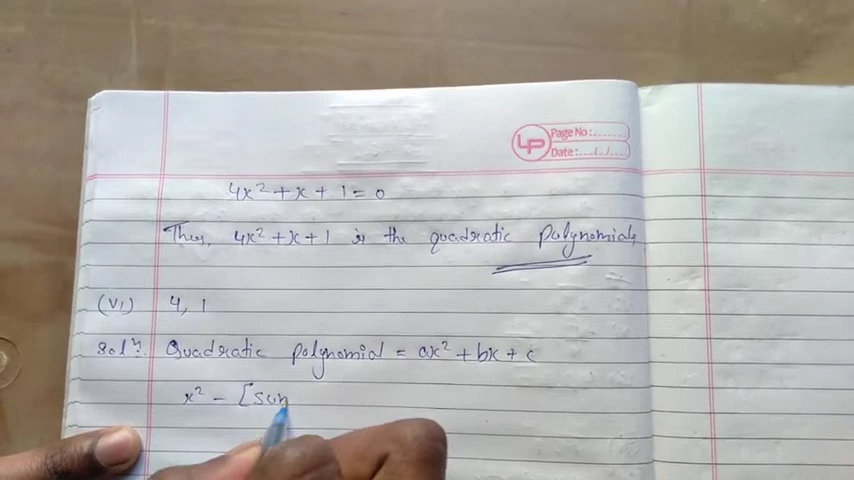 LP Page No:......
Date:..../..../....
4x² + x + 1 = 0
Thus, 4x² + x + 1 is the quadratic polynomials
(VI) 4, 1
Solⁿ. Quadratic polynomial = ax² + bx + c
x² - [sum